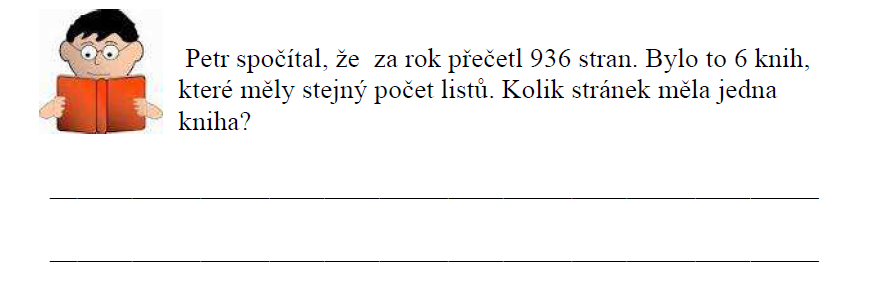 Petr spočítal, že za rok přečetl 936 stran. Bylo to 6 knih,
které měly stejný počet listů. Kolik stránek měla jedna
kniha?